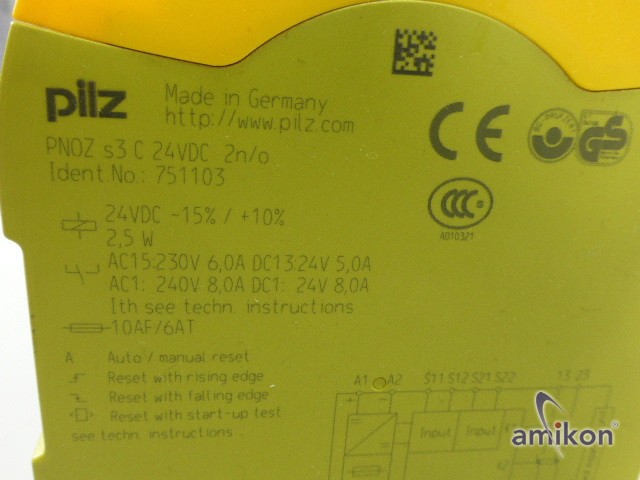 pilz
Made in Germany
http://www.pilz.com
PNOZ s3 C 24VDC 2n/o
Ident.No.: 751103
CE
GS
CCC
A010321
24VDC -15% / +10%
2,5 W
AC15:230V 6,0A DC13:24V 5,0A
AC1: 240V 8,0A DC1: 24V 8,0A
Ith see techn. instructions
10AF/6AT
A Auto / manual reset
Reset with rising edge
Reset with falling edge
Reset with start-up test
see techn. instructions
A1 A2 S11 S12 S21 S22 13 23
Input Input
amikon